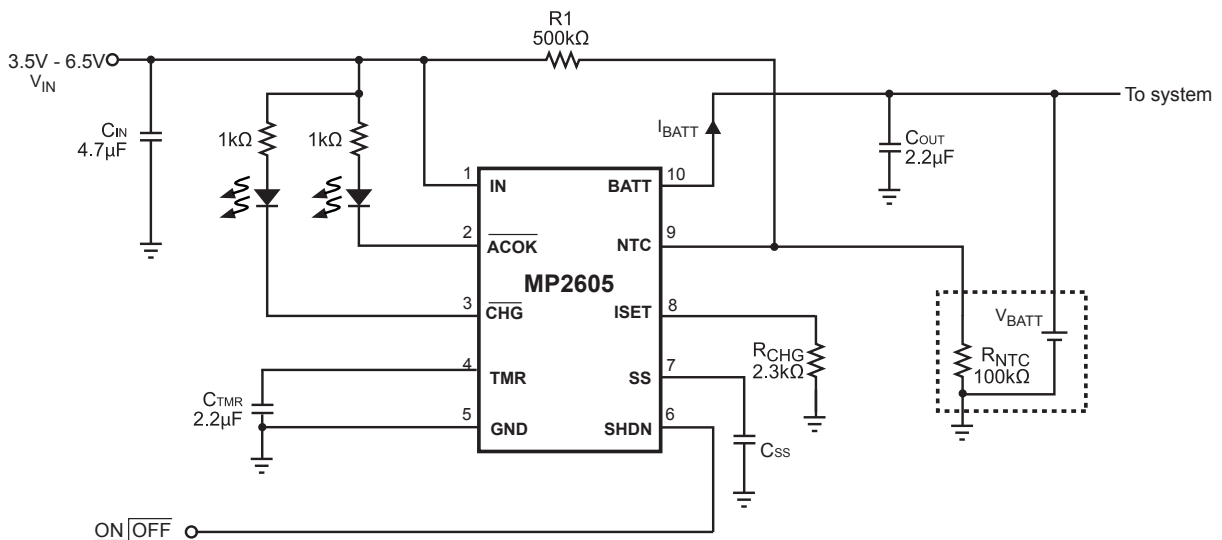 R1
500kΩ
3.5V - 6.5V
VIN
To system
CIN
4.7µF
1kΩ
1kΩ
IBATT
COUT
2.2µF
1
IN
BATT
10
2
ACOK
NTC
9
MP2605
3
CHG
ISET
8
VBATT
RCHG
2.3kΩ
RNTC
100kΩ
4
TMR
SS
7
CTMR
2.2µF
5
GND
SHDN
6
CSS
ON OFF